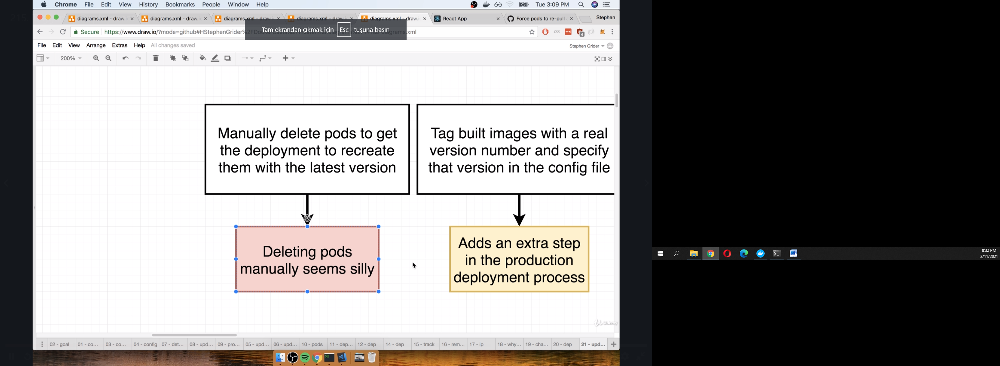 Chrome File Edit View History Bookmarks People Window Help Tue 3:09 PM
diagrams.xml - draw.i diagrams.xml - draw.i diagrams.xml - draw.i diagrams.xml - draw.i diagrams.xml - draw.i React App Force pods to re-pull Stephen
Secure https://www.draw.io/?mode=github#HStephenGrider%2FDo
Tam ekrandan çıkmak için Esc tuşuna basın
CSS 4
File Edit View Arrange Extras Help All changes saved Stephen Grider
200%
Manually delete pods to get
the deployment to recreate
them with the latest version
Tag built images with a real
version number and specify
that version in the config file
Deleting pods
manually seems silly
Adds an extra step
in the production
deployment process
Udemy
02 - goal 01 - co... 03 - co... 04 - config 07 - det... 08 - upd... 09 - pro... 05 - upd... 06 - upd... 10 - pods 11 - dep... 12 - dep 14 - dep 15 - track 16 - rem... 17 - ip 18 - why... 19 - cha... 20 - dep 21 - upd...
8:32 PM
3/11/2021